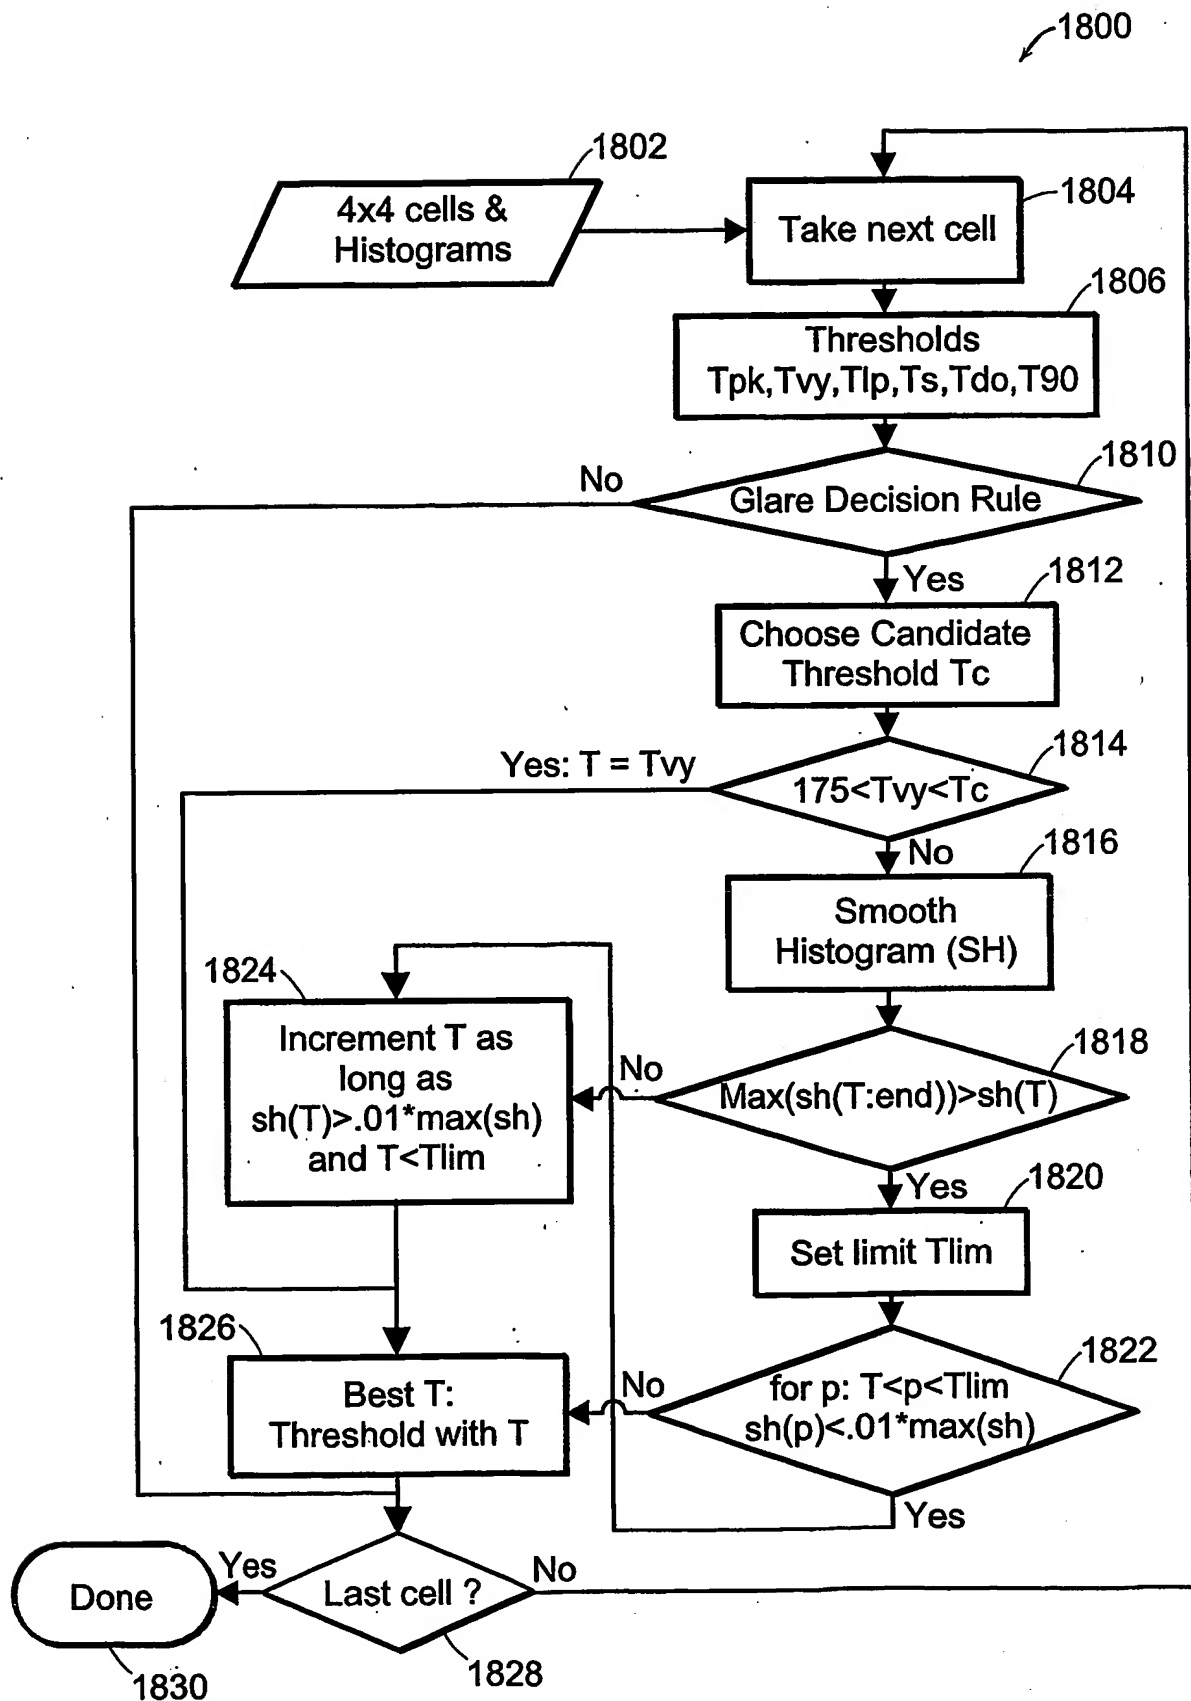 1800
1802
4x4 cells &
Histograms
1804
Take next cell
1806
Thresholds
Tpk,Tvy,Tlp,Ts,Tdo,T90
1810
No
Glare Decision Rule
Yes
1812
Choose Candidate
Threshold Tc
1814
Yes: T = Tvy
175<Tvy<Tc
No
1816
Smooth
Histogram (SH)
1824
Increment T as
long as
sh(T)>.01*max(sh)
and T<Tlim
1818
No
Max(sh(T:end))>sh(T)
Yes
1820
Set limit Tlim
1826
Best T:
Threshold with T
1822
No
for p: T<p<Tlim
sh(p)<.01*max(sh)
Yes
Yes
Done
Last cell ?
No
1828
1830